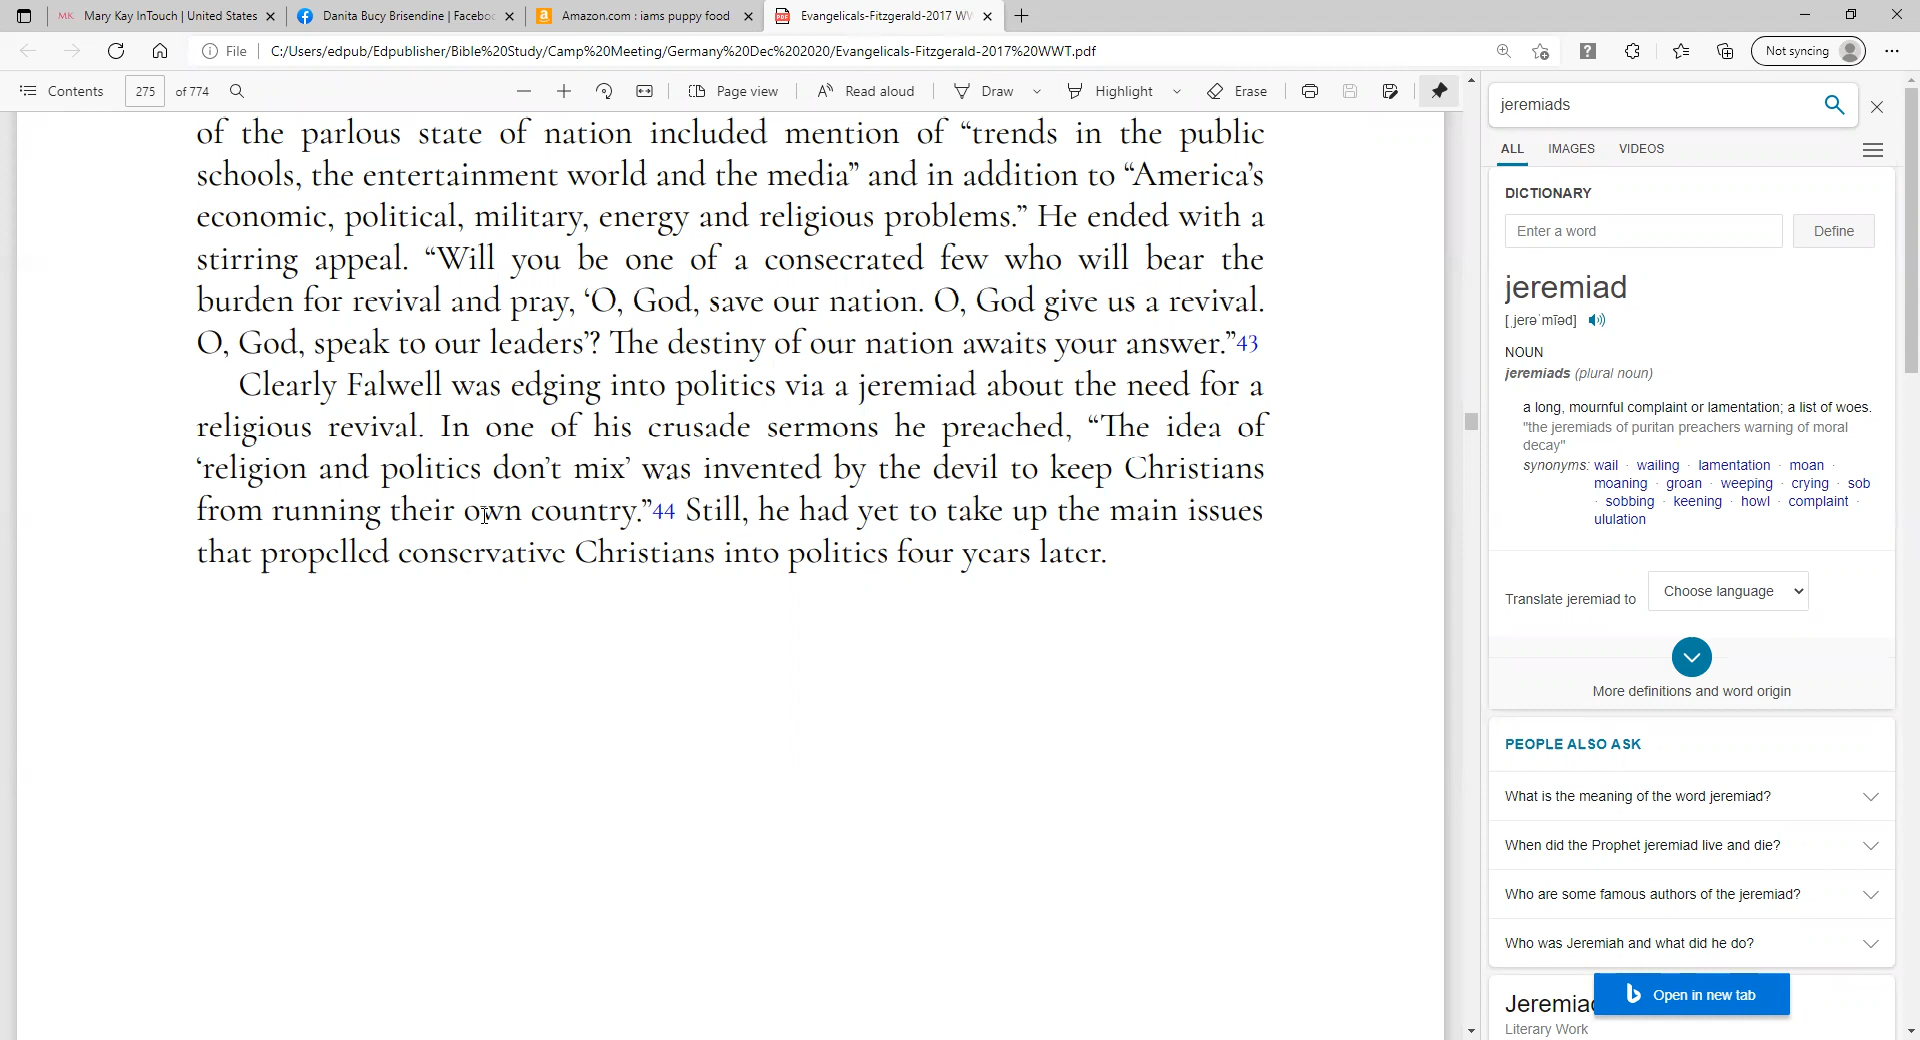 Mary Kay InTouch | United States
Danita Bucy Brisendine | Facebo
Amazon.com : iams puppy food
Evangelicals-Fitzgerald-2017 WW
File
C:/Users/edpub/Edpublisher/Bible%20Study/Camp%20Meeting/Germany%20Dec%202020/Evangelicals-Fitzgerald-2017%20WWT.pdf
Not syncing
Contents
275
of 774
Page view
Read aloud
Draw
Highlight
Erase
of the parlous state of nation included mention of “trends in the public
schools, the entertainment world and the media” and in addition to “America’s
economic, political, military, energy and religious problems.” He ended with a
stirring appeal. “Will you be one of a consecrated few who will bear the
burden for revival and pray, ‘O, God, save our nation. O, God give us a revival.
O, God, speak to our leaders’? The destiny of our nation awaits your answer.”43
Clearly Falwell was edging into politics via a jeremiad about the need for a
religious revival. In one of his crusade sermons he preached, “The idea of
‘religion and politics don’t mix’ was invented by the devil to keep Christians
from running their own country.”44 Still, he had yet to take up the main issues
that propelled conservative Christians into politics four years later.
jeremiads
ALL
IMAGES
VIDEOS
DICTIONARY
Enter a word
Define
jeremiad
[ˌjerəˈmīəd]
NOUN
jeremiads (plural noun)
a long, mournful complaint or lamentation; a list of woes.
"the jeremiads of puritan preachers warning of moral
decay"
synonyms: wail · wailing · lamentation · moan ·
moaning · groan · weeping · crying · sob
· sobbing · keening · howl · complaint ·
ululation
Translate jeremiad to
Choose language
More definitions and word origin
PEOPLE ALSO ASK
What is the meaning of the word jeremiad?
When did the Prophet jeremiad live and die?
Who are some famous authors of the jeremiad?
Who was Jeremiah and what did he do?
Open in new tab
Jeremiad
Literary Work